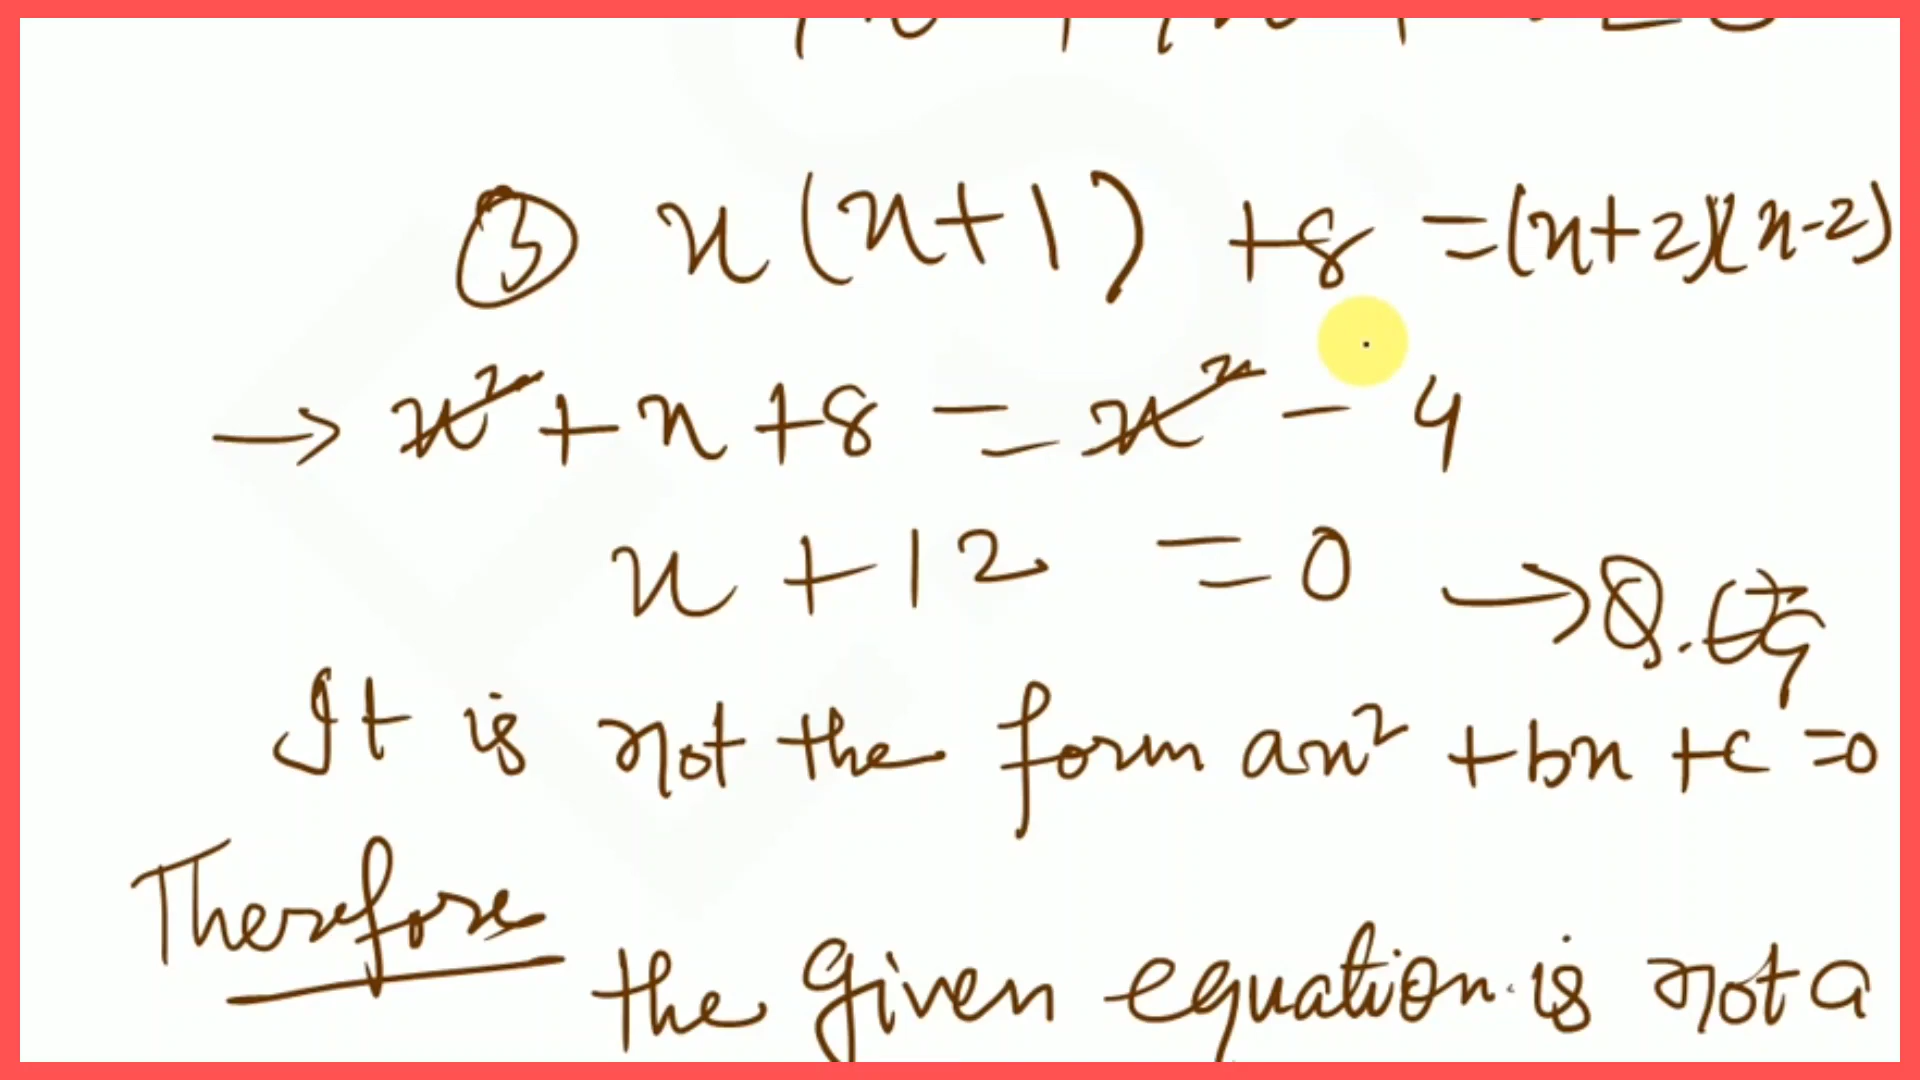 ③ x(x+1) +8 =(x+2)(x-2)
→ x² + x +8 = x² - 4
x + 12 = 0 → Q. Eq
It is not the form ax² +bx +c =0
Therefore
the given equation is not a